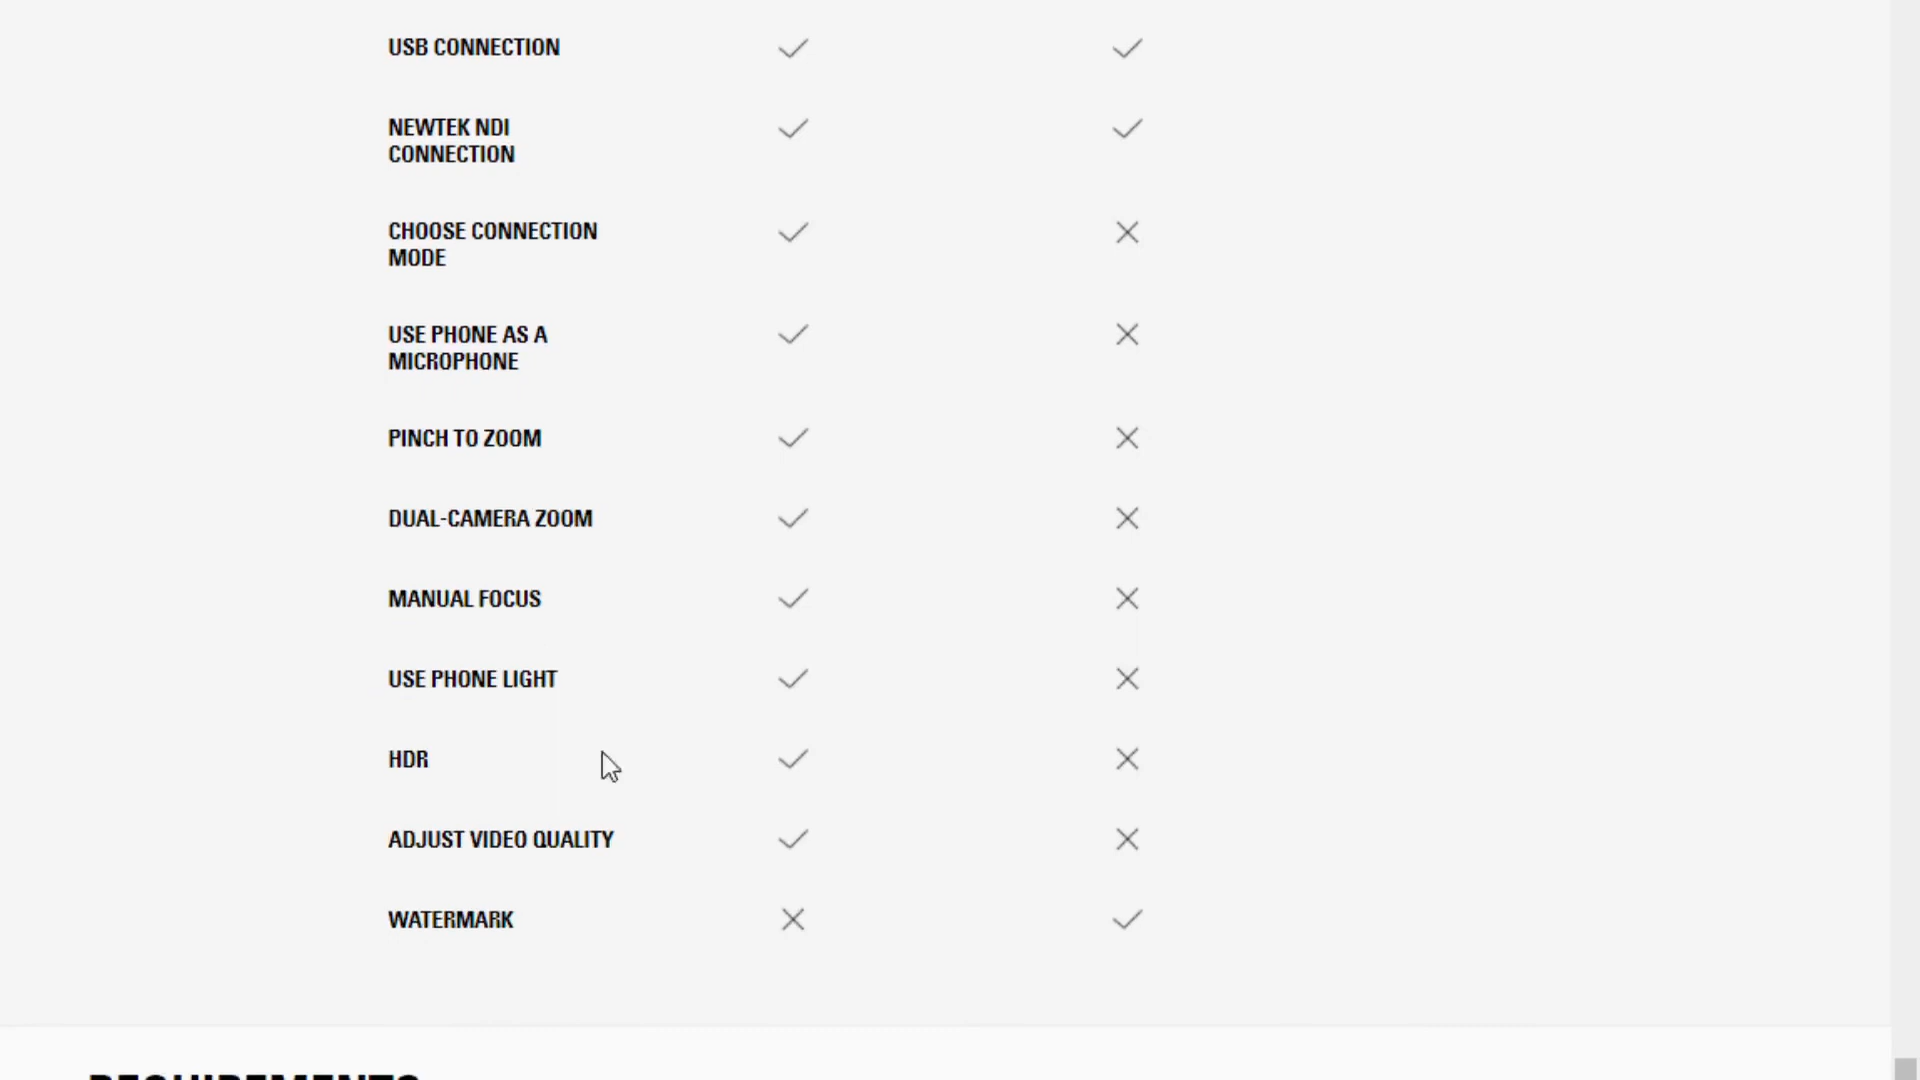 USB CONNECTION
NEWTEK NDI
CONNECTION
CHOOSE CONNECTION
MODE
USE PHONE AS A
MICROPHONE
PINCH TO ZOOM
DUAL-CAMERA ZOOM
MANUAL FOCUS
USE PHONE LIGHT
HDR
ADJUST VIDEO QUALITY
WATERMARK
REQUIREMENTS